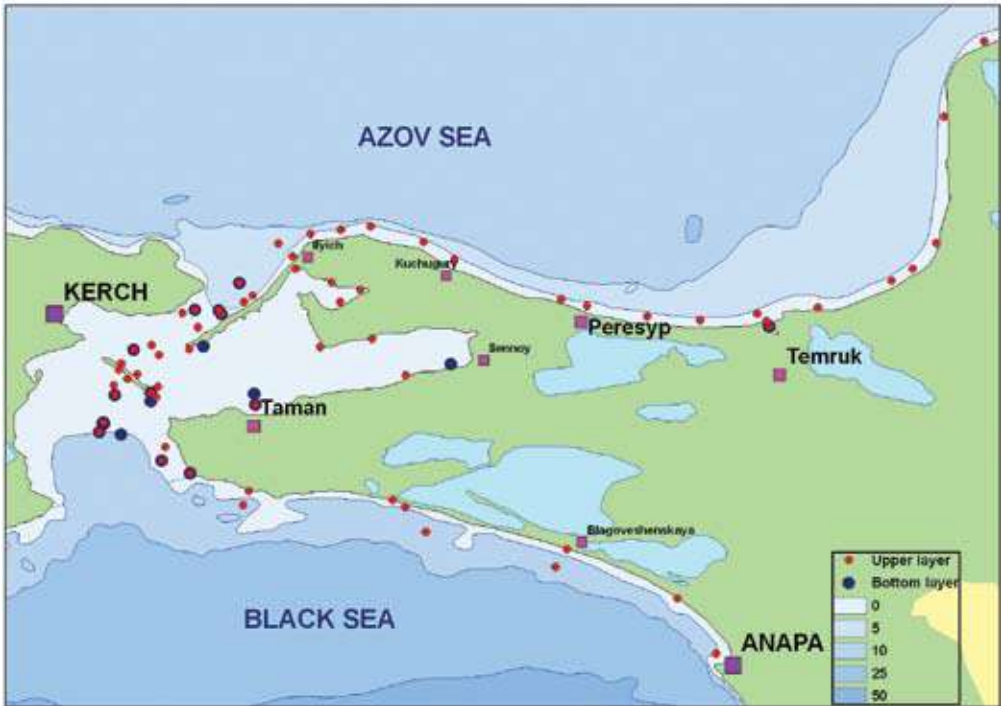 AZOV SEA
Ilyich
Kuchugury
KERCH
Peresyp
Sennoy
Temruk
Taman
Blagoveshenskaya
BLACK SEA
ANAPA
Upper layer
Bottom layer
0
5
10
25
50